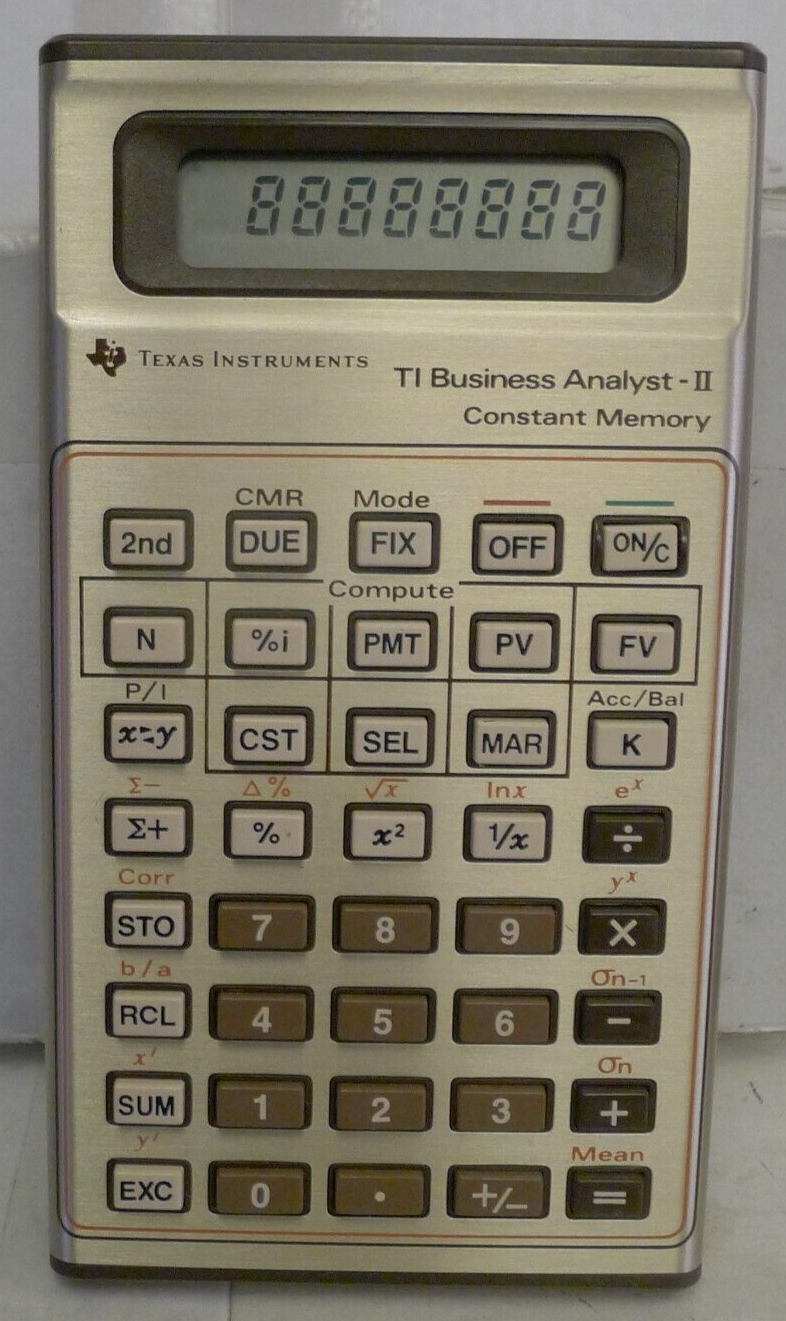 88888888
TEXAS INSTRUMENTS
TI Business Analyst-II
Constant Memory
CMR Mode
2nd DUE FIX OFF ON/C
Compute
N %i PMT PV FV
P/I Acc/Bal
x⇄y CST SEL MAR K
Σ− Δ% √x lnx eˣ
Σ+ % x² 1/x ÷
Corr yˣ
STO 7 8 9 ×
b/a σn-1
RCL 4 5 6 −
x' σn
SUM 1 2 3 +
y' Mean
EXC 0 . +/− =